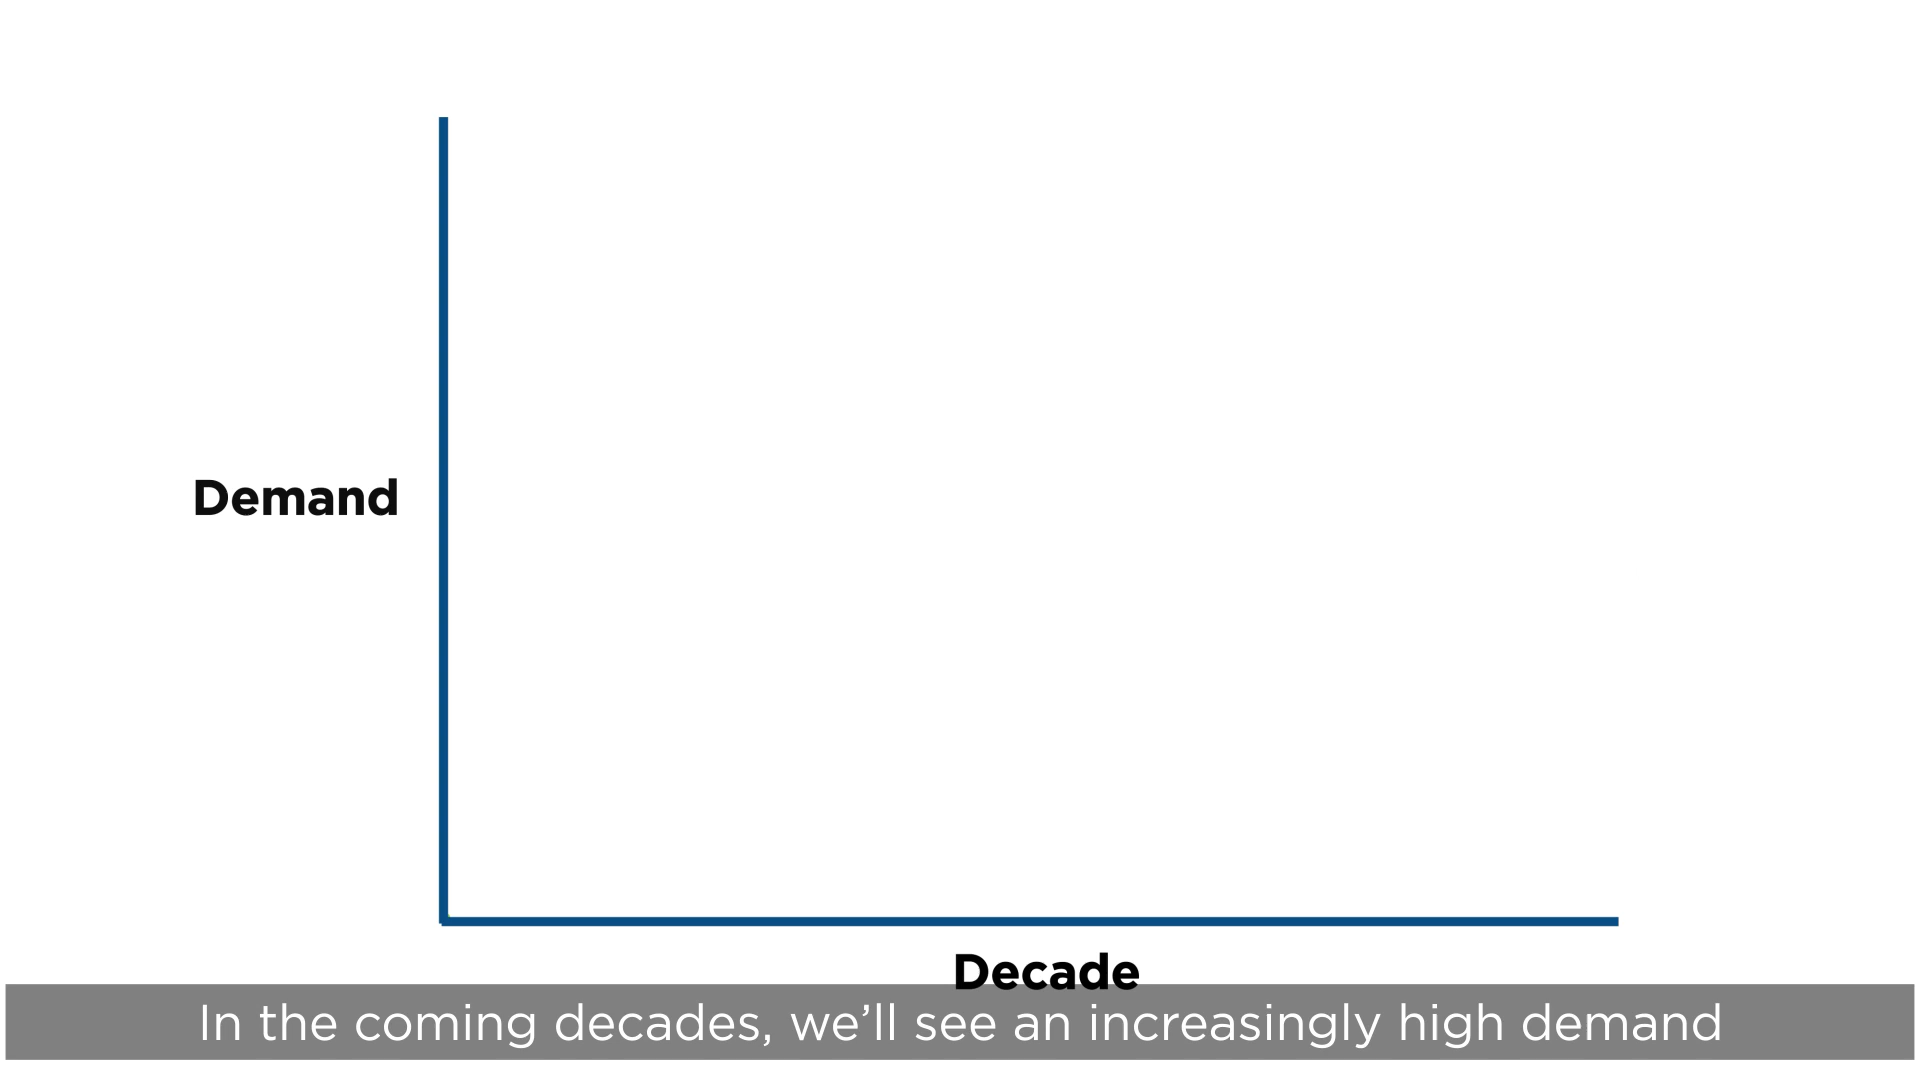 Demand
Decade
In the coming decades, we’ll see an increasingly high demand